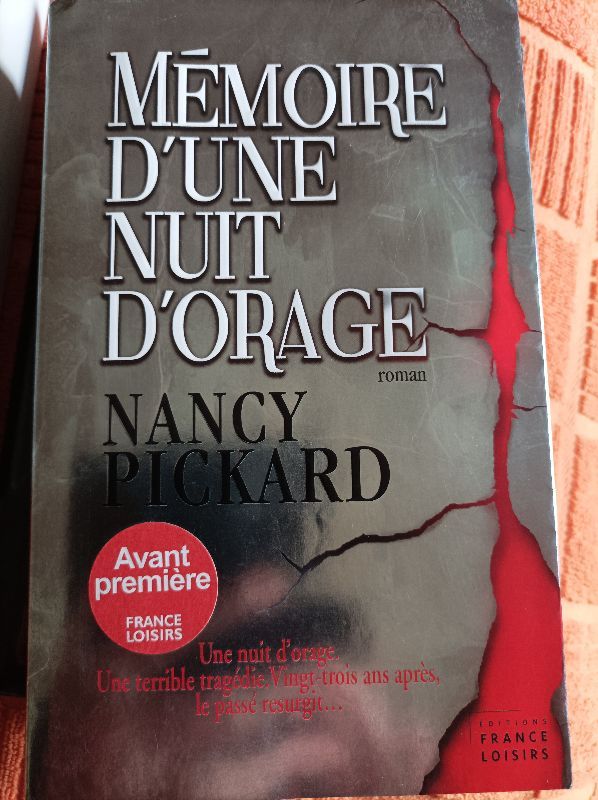 MÉMOIRE
D'UNE
NUIT
D'ORAGE
roman
NANCY
PICKARD
Avant
première
FRANCE
LOISIRS
Une nuit d'orage.
Une terrible tragédie.Vingt-trois ans après,
le passé resurgit...
EDITIONS
FRANCE
LOISIRS